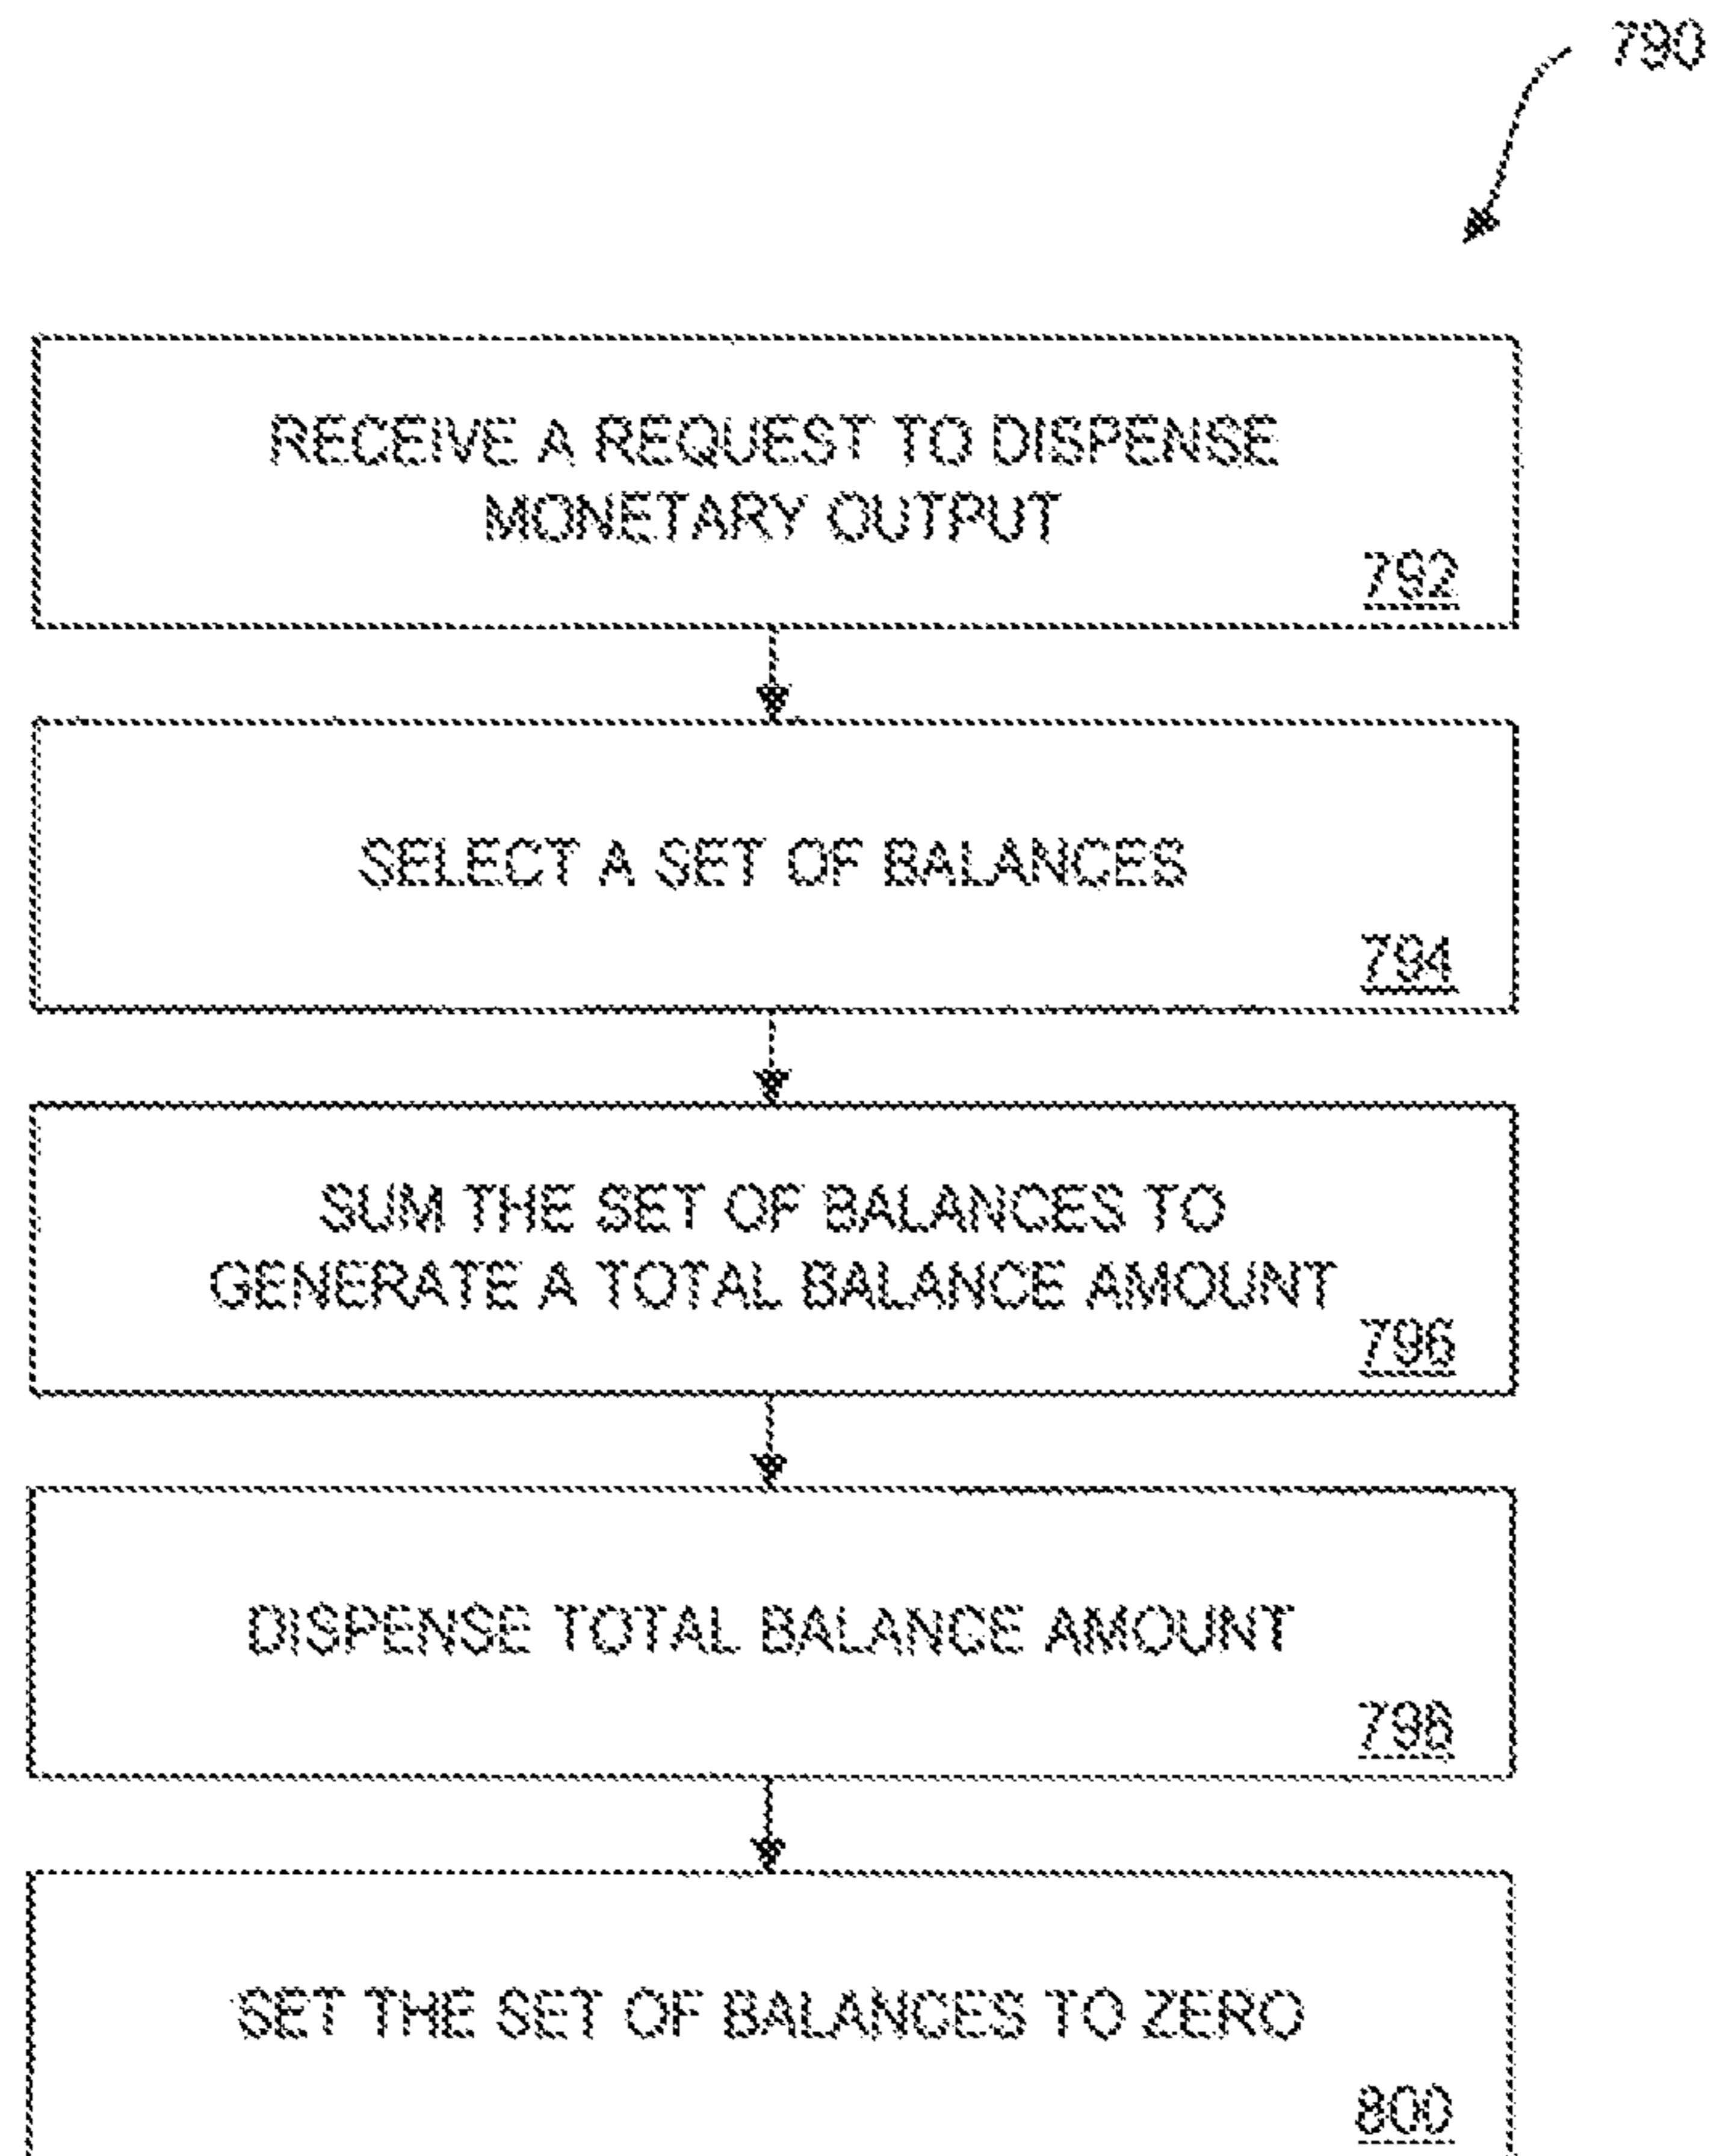 790
RECEIVE A REQUEST TO DISPENSE
MONETARY OUTPUT
792
SELECT A SET OF BALANCES
794
SUM THE SET OF BALANCES TO
GENERATE A TOTAL BALANCE AMOUNT
796
DISPENSE TOTAL BALANCE AMOUNT
798
SET THE SET OF BALANCES TO ZERO
800